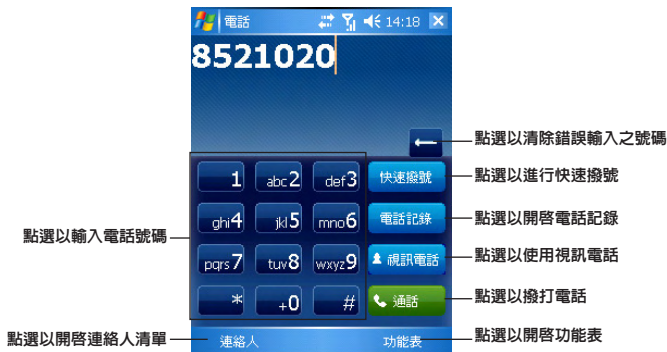 電話 14:18
8521020
點選以清除錯誤輸入之號碼
1 abc2 def3 快速撥號 點選以進行快速撥號
ghi4 jkl5 mno6 電話記錄 點選以開啓電話記錄
點選以輸入電話號碼
pqrs7 tuv8 wxyz9 視訊電話 點選以使用視訊電話
* +0 # 通話 點選以撥打電話
點選以開啓連絡人清單 連絡人 功能表 點選以開啓功能表